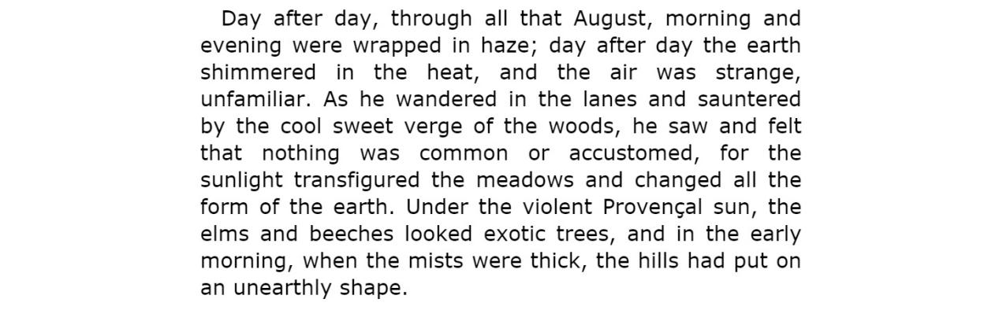 Day after day, through all that August, morning and
evening were wrapped in haze; day after day the earth
shimmered in the heat, and the air was strange,
unfamiliar. As he wandered in the lanes and sauntered
by the cool sweet verge of the woods, he saw and felt
that nothing was common or accustomed, for the
sunlight transfigured the meadows and changed all the
form of the earth. Under the violent Provençal sun, the
elms and beeches looked exotic trees, and in the early
morning, when the mists were thick, the hills had put on
an unearthly shape.